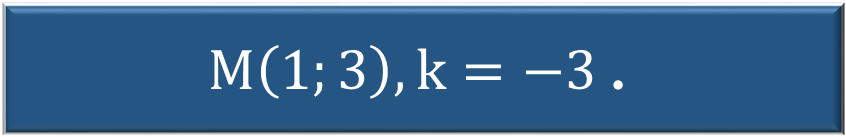 M(1; 3), k = −3 .